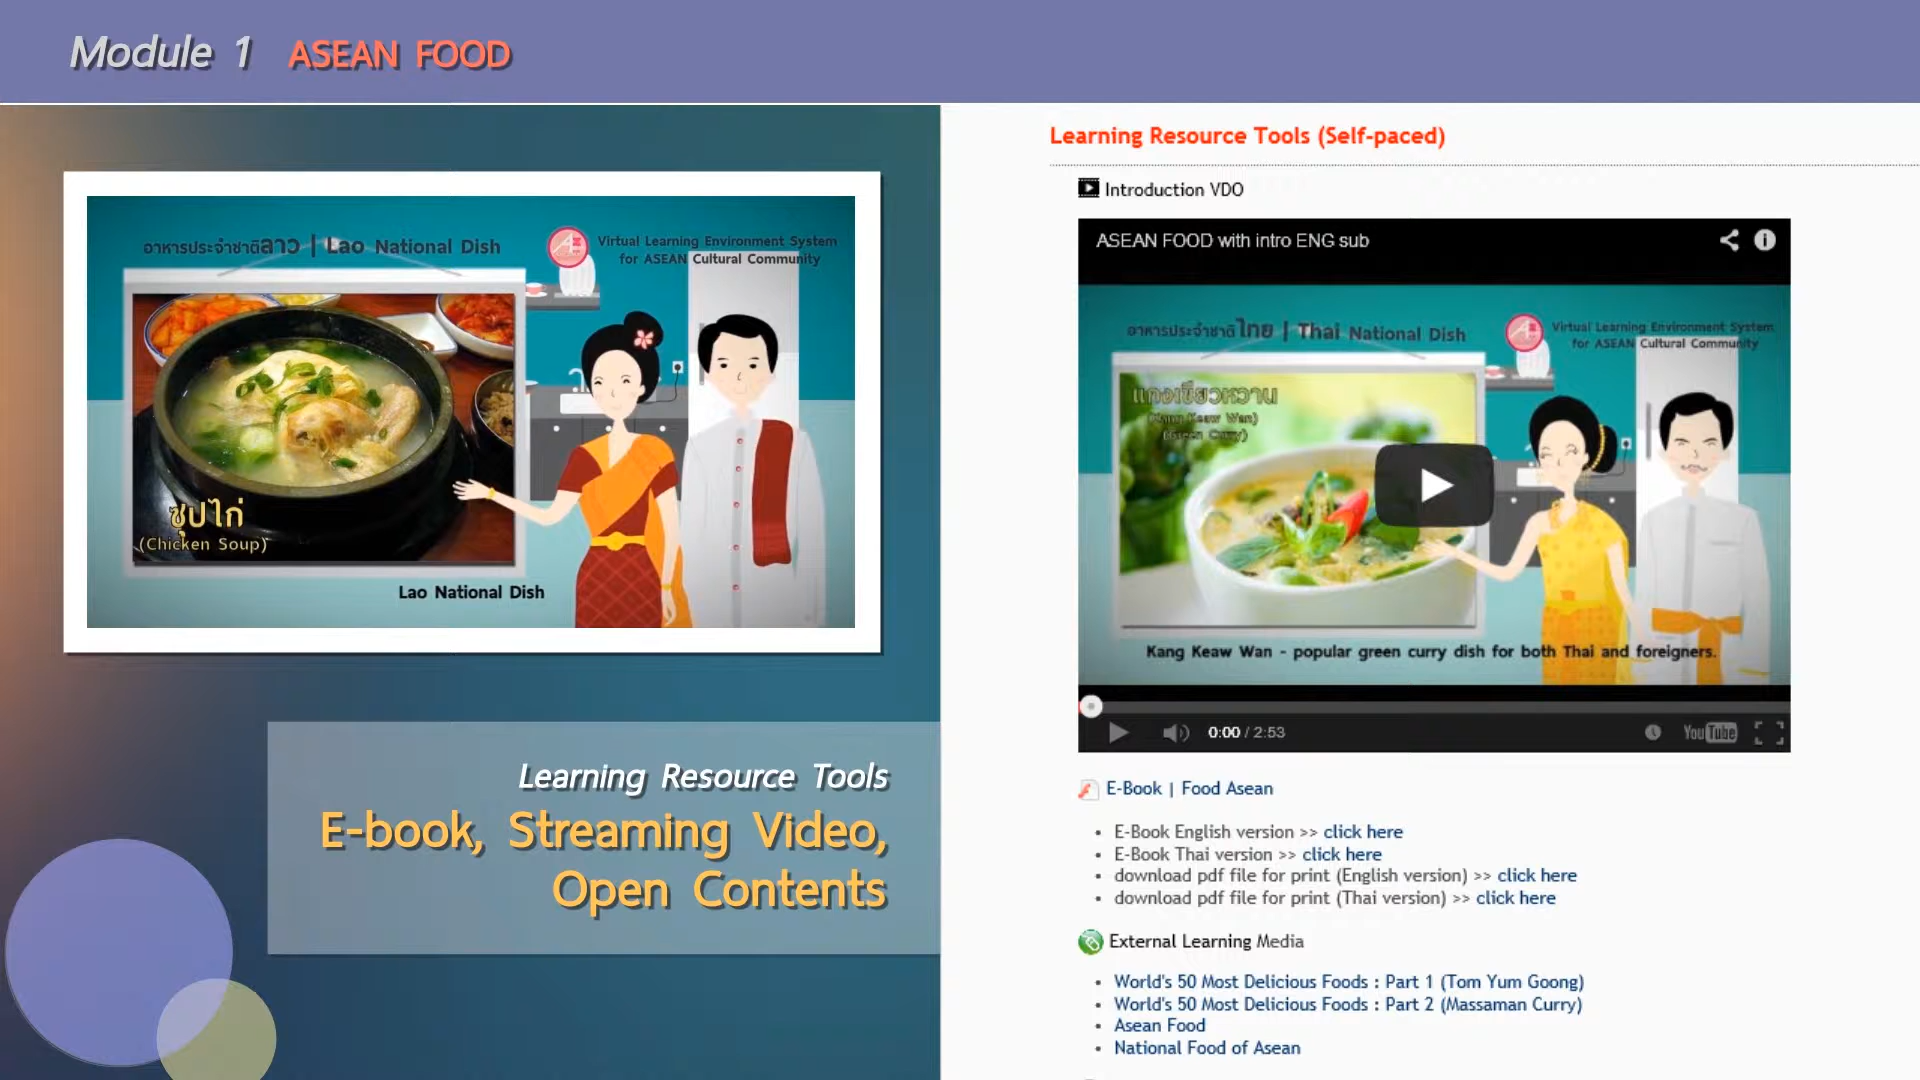 Module 1 ASEAN FOOD
อาหารประจำชาติลาว | Lao National Dish
Virtual Learning Environment System
for ASEAN Cultural Community
ซุปไก่
(Chicken Soup)
Lao National Dish
Learning Resource Tools
E-book, Streaming Video,
Open Contents
Learning Resource Tools (Self-paced)
Introduction VDO
ASEAN FOOD with intro ENG sub
อาหารประจำชาติไทย | Thai National Dish
Virtual Learning Environment System
for ASEAN Cultural Community
แกงเขียวหวาน
(Kang Keaw Wan)
(Green Curry)
Kang Keaw Wan - popular green curry dish for both Thai and foreigners.
0:00 / 2:53
YouTube
E-Book | Food Asean
• E-Book English version >> click here
• E-Book Thai version >> click here
• download pdf file for print (English version) >> click here
• download pdf file for print (Thai version) >> click here
External Learning Media
• World's 50 Most Delicious Foods : Part 1 (Tom Yum Goong)
• World's 50 Most Delicious Foods : Part 2 (Massaman Curry)
• Asean Food
• National Food of Asean